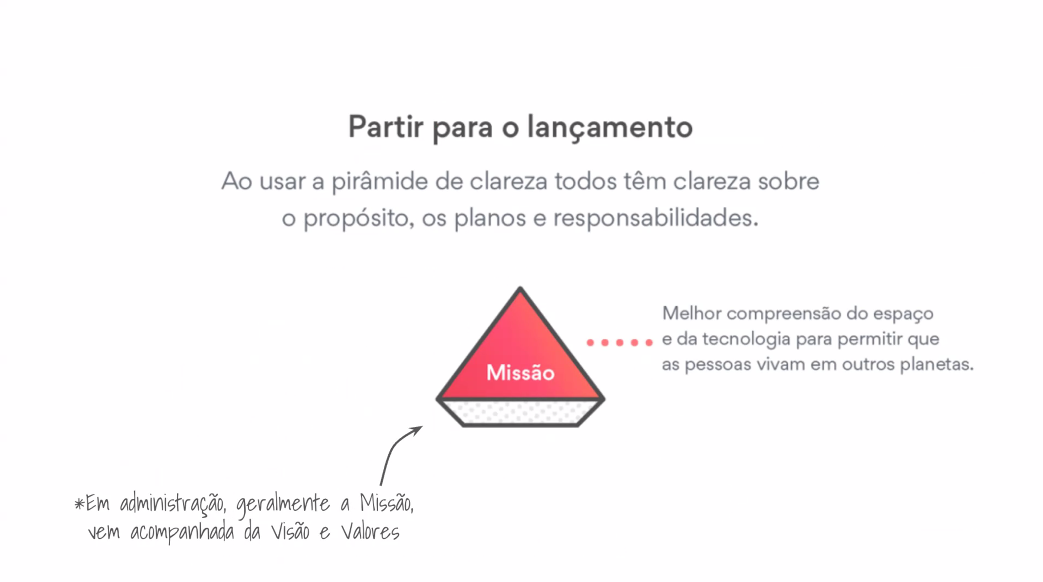 Partir para o lançamento
Ao usar a pirâmide de clareza todos têm clareza sobre
o propósito, os planos e responsabilidades.
Melhor compreensão do espaço
e da tecnologia para permitir que
as pessoas vivam em outros planetas.
Missão
*Em administração, geralmente a Missão,
vem acompanhada da Visão e Valores